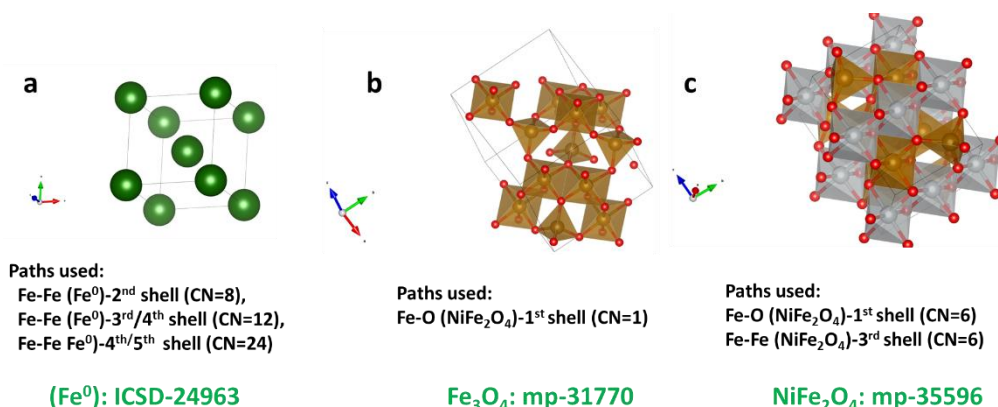 a
b
c
Paths used:
Fe-Fe (Fe⁰)-2ⁿᵈ shell (CN=8),
Fe-Fe (Fe⁰)-3ʳᵈ/4ᵗʰ shell (CN=12),
Fe-Fe Fe⁰)-4ᵗʰ/5ᵗʰ shell (CN=24)
(Fe⁰): ICSD-24963
Paths used:
Fe-O (NiFe₂O₄)-1ˢᵗ shell (CN=1)
Fe₃O₄: mp-31770
Paths used:
Fe-O (NiFe₂O₄)-1ˢᵗ shell (CN=6)
Fe-Fe (NiFe₂O₄)-3ʳᵈ shell (CN=6)
NiFe₂O₄: mp-35596